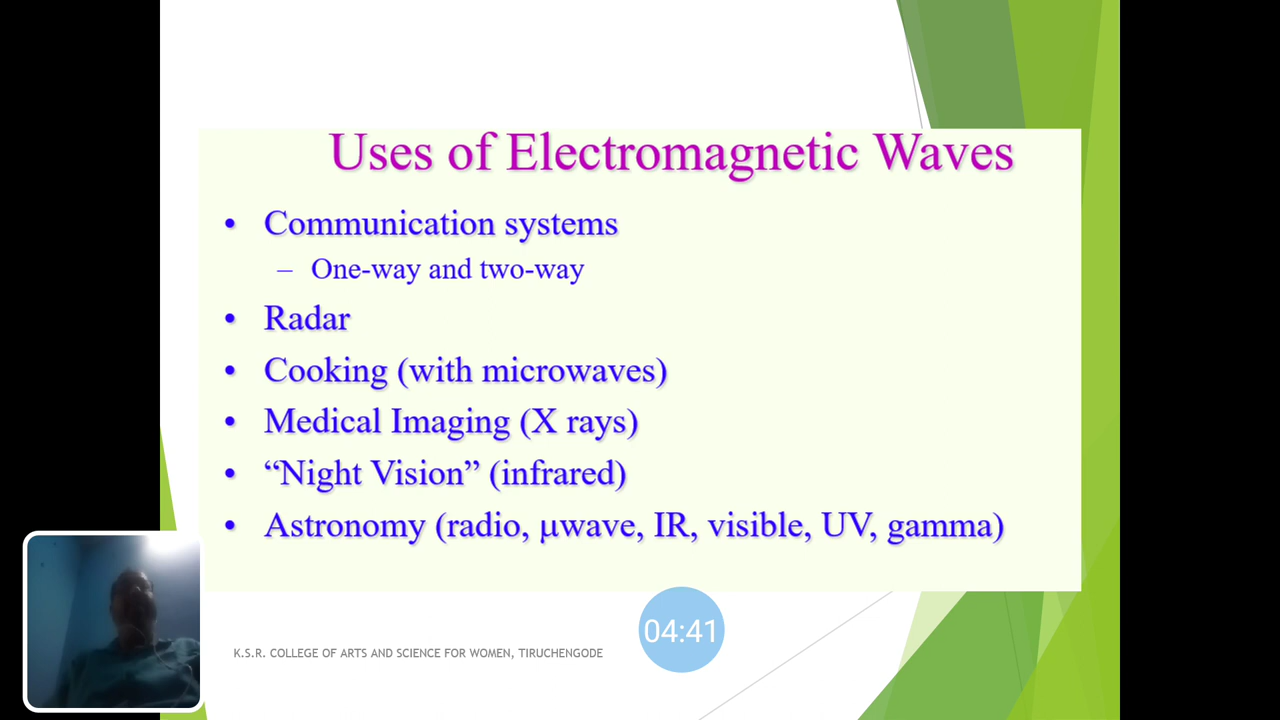 Uses of Electromagnetic Waves
• Communication systems
– One-way and two-way
• Radar
• Cooking (with microwaves)
• Medical Imaging (X rays)
• “Night Vision” (infrared)
• Astronomy (radio, μwave, IR, visible, UV, gamma)
04:41
K.S.R. COLLEGE OF ARTS AND SCIENCE FOR WOMEN, TIRUCHENGODE